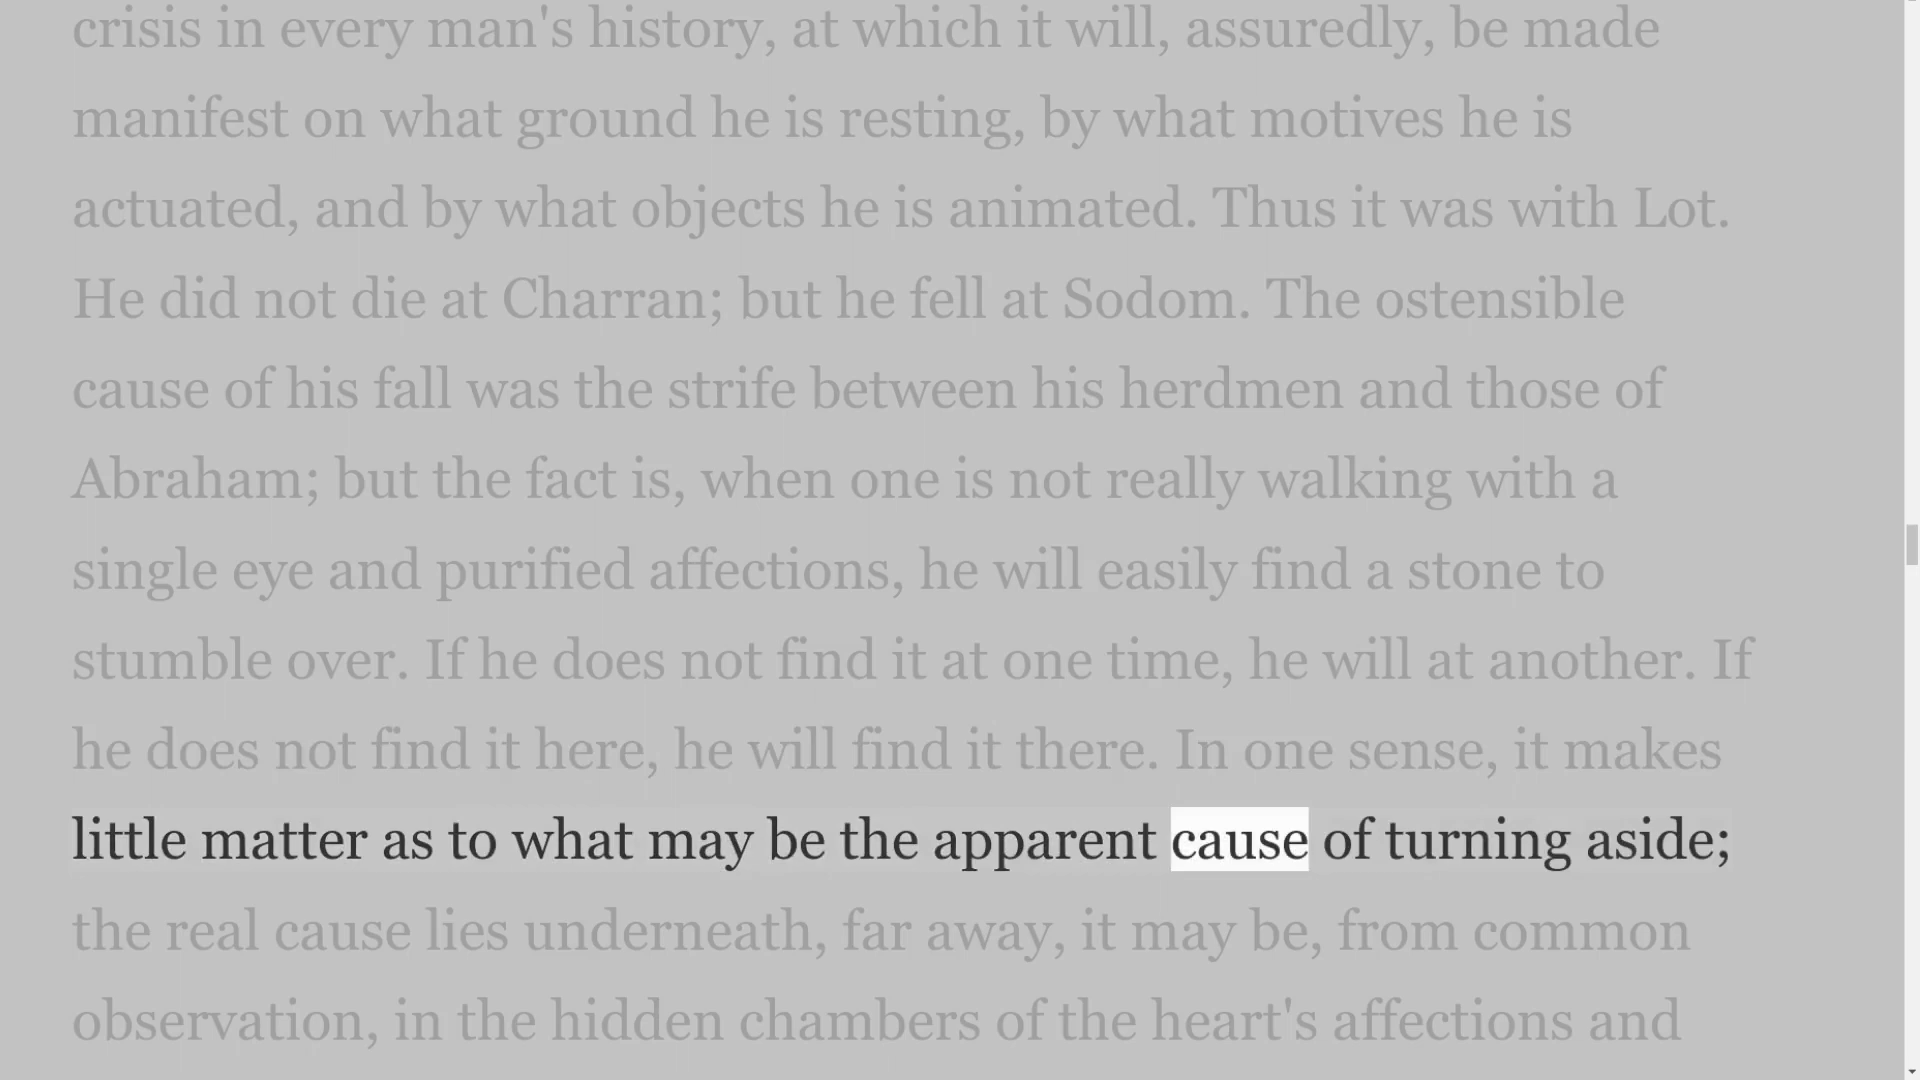 crisis in every man's history, at which it will, assuredly, be made
manifest on what ground he is resting, by what motives he is
actuated, and by what objects he is animated. Thus it was with Lot.
He did not die at Charran; but he fell at Sodom. The ostensible
cause of his fall was the strife between his herdmen and those of
Abraham; but the fact is, when one is not really walking with a
single eye and purified affections, he will easily find a stone to
stumble over. If he does not find it at one time, he will at another. If
he does not find it here, he will find it there. In one sense, it makes
little matter as to what may be the apparent cause of turning aside;
the real cause lies underneath, far away, it may be, from common
observation, in the hidden chambers of the heart's affections and